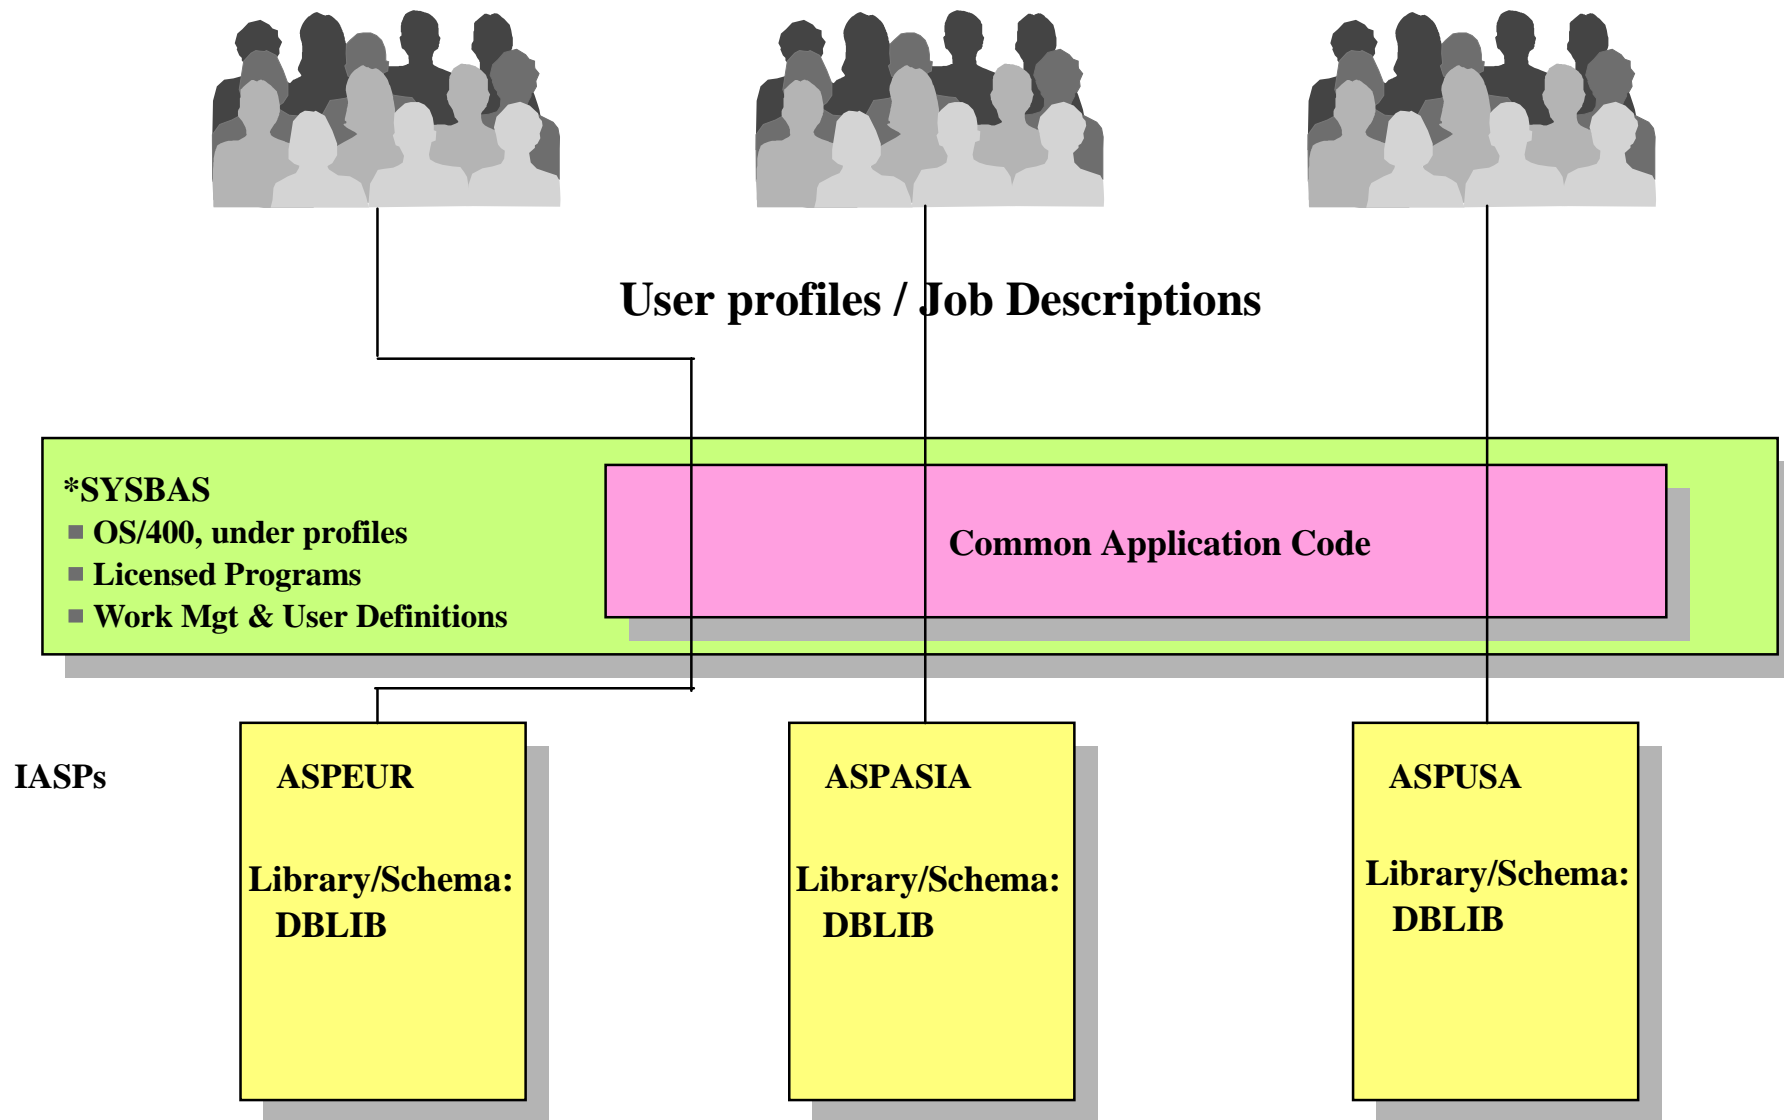 User profiles / Job Descriptions
*SYSBAS
OS/400, under profiles
Licensed Programs
Work Mgt & User Definitions
Common Application Code
IASPs
ASPEUR
Library/Schema:
DBLIB
ASPASIA
Library/Schema:
DBLIB
ASPUSA
Library/Schema:
DBLIB